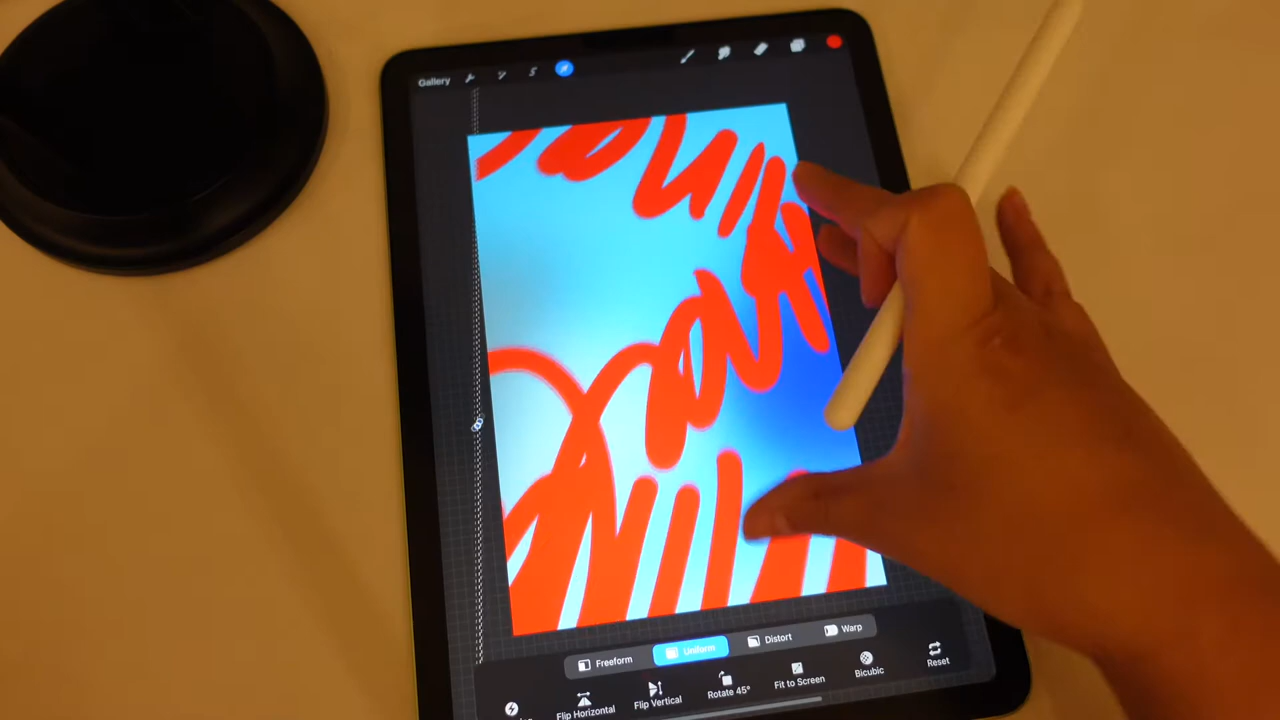 Gallery
Freeform Uniform Distort Warp
Flip Horizontal Flip Vertical Rotate 45° Fit to Screen Bicubic Reset